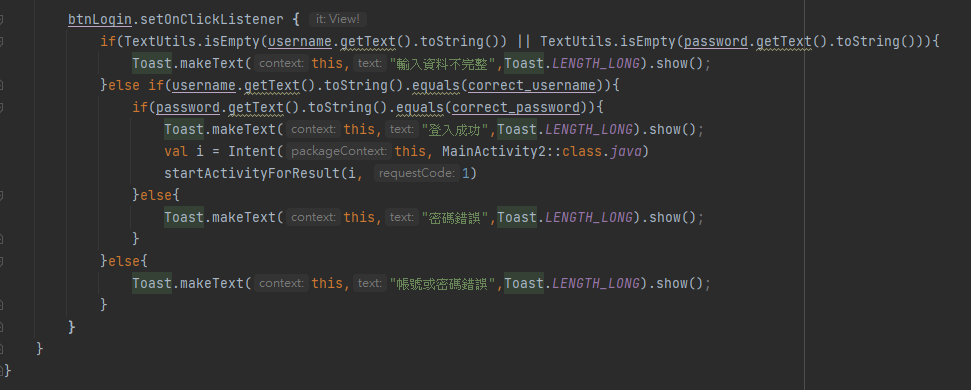 btnLogin.setOnClickListener { it: View!
if(TextUtils.isEmpty(username.getText().toString()) || TextUtils.isEmpty(password.getText().toString())){
Toast.makeText( context: this, text: "輸入資料不完整",Toast.LENGTH_LONG).show();
}else if(username.getText().toString().equals(correct_username)){
if(password.getText().toString().equals(correct_password)){
Toast.makeText( context: this, text: "登入成功",Toast.LENGTH_LONG).show();
val i = Intent( packageContext: this, MainActivity2::class.java)
startActivityForResult(i, requestCode: 1)
}else{
Toast.makeText( context: this, text: "密碼錯誤",Toast.LENGTH_LONG).show();
}
}else{
Toast.makeText( context: this, text: "帳號或密碼錯誤",Toast.LENGTH_LONG).show();
}
}
}
}